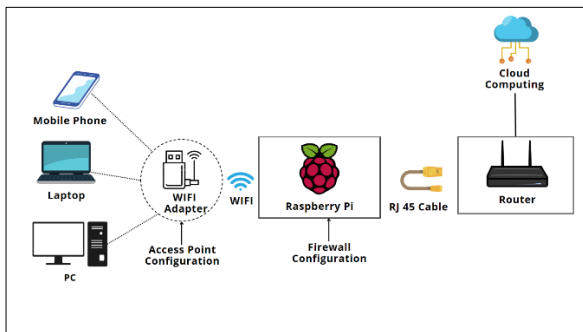 Cloud
Computing
Mobile Phone
Laptop
WIFI
Adapter
WIFI
Raspberry Pi
RJ 45 Cable
Router
Access Point
Configuration
Firewall
Configuration
PC